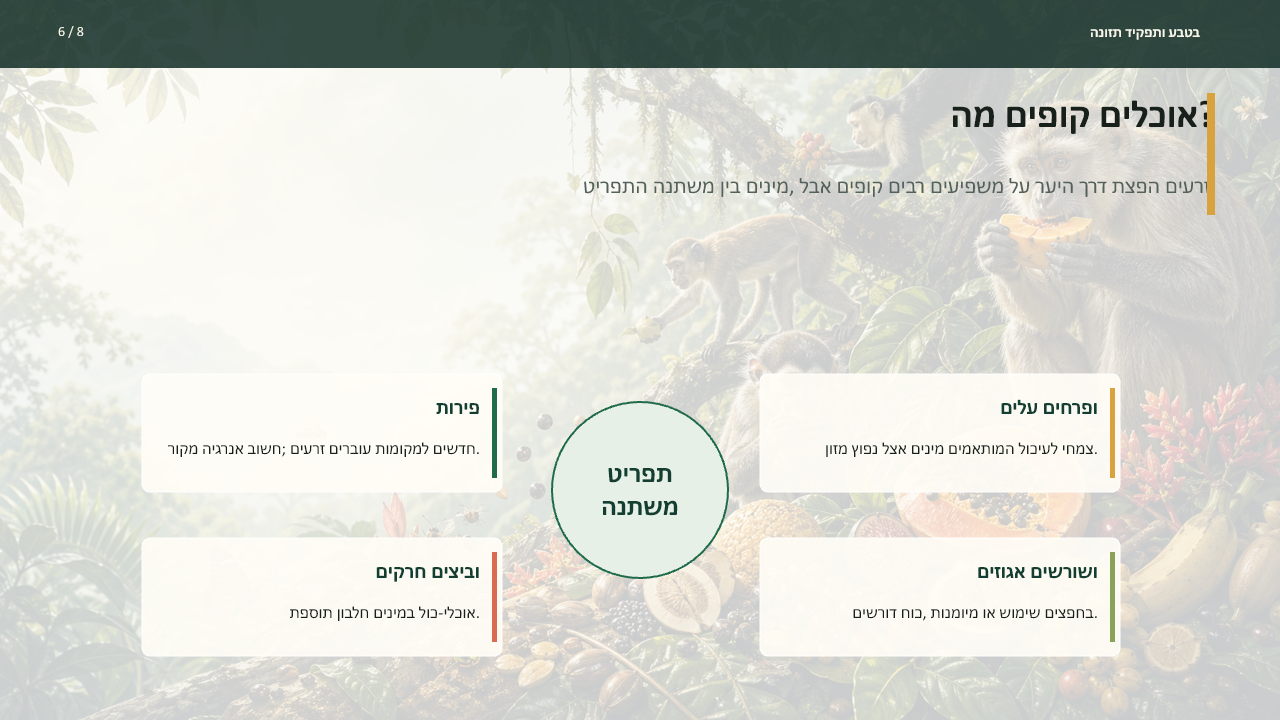 בטבע ותפקיד תזונה
6 / 8
?אוכלים קופים מה
זרעים הפצת דרך היער על משפיעים רבים קופים אבל ,מינים בין משתנה התפריט
ופרחים עלים
.צמחי לעיכול המותאמים מינים אצל נפוץ מזון
פירות
.חדשים למקומות עוברים זרעים ;חשוב אנרגיה מקור
תפריט
משתנה
ושורשים אגוזים
.בחפצים שימוש או מיומנות ,כוח דורשים
וביצים חרקים
.אוכלי-כול במינים חלבון תוספת